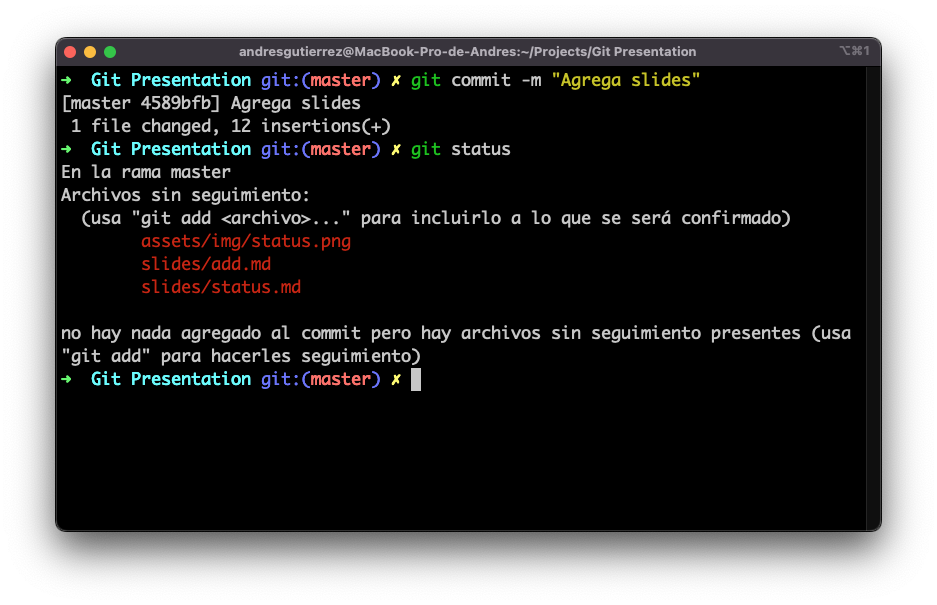 andresgutierrez@MacBook-Pro-de-Andres:~/Projects/Git Presentation ⌥⌘1
➜ Git Presentation git:(master) ✗ git commit -m "Agrega slides"
[master 4589bfb] Agrega slides
1 file changed, 12 insertions(+)
➜ Git Presentation git:(master) ✗ git status
En la rama master
Archivos sin seguimiento:
(usa "git add <archivo>..." para incluirlo a lo que se será confirmado)
assets/img/status.png
slides/add.md
slides/status.md
no hay nada agregado al commit pero hay archivos sin seguimiento presentes (usa
"git add" para hacerles seguimiento)
➜ Git Presentation git:(master) ✗